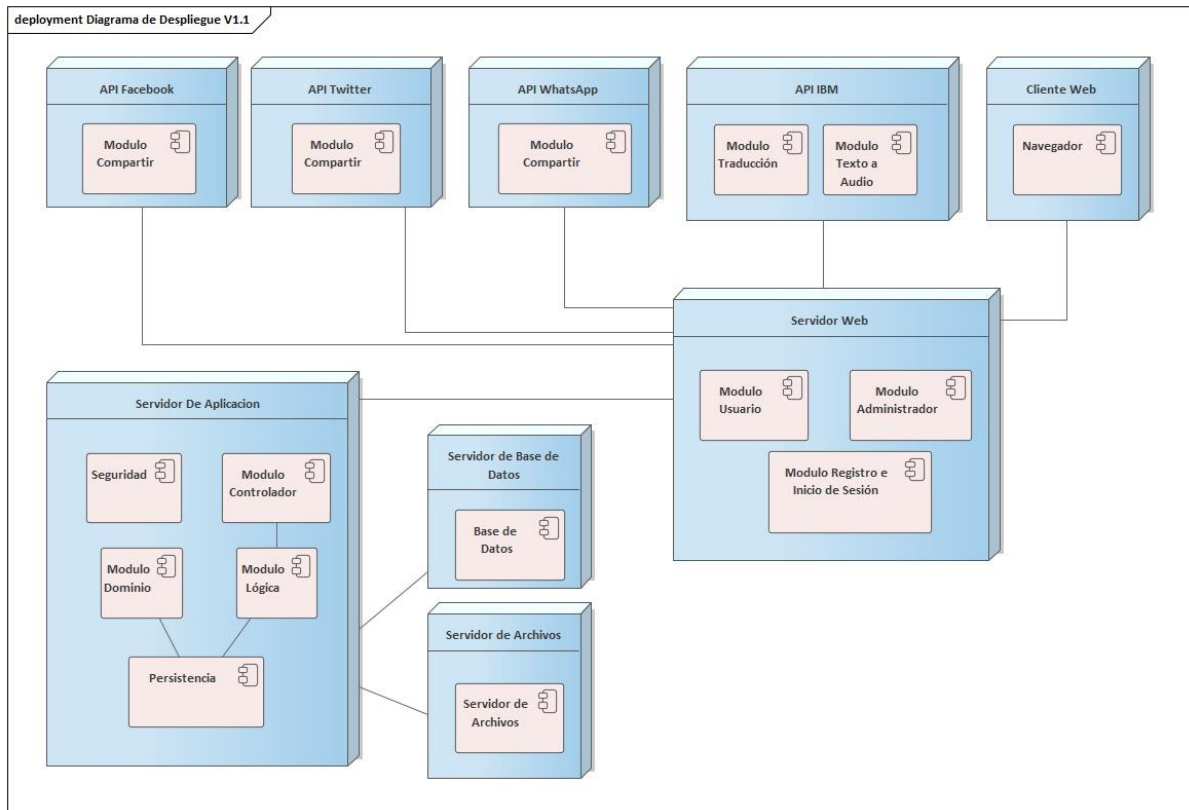 deployment Diagrama de Despliegue V1.1
API Facebook
Modulo
Compartir
API Twitter
Modulo
Compartir
API WhatsApp
Modulo
Compartir
API IBM
Modulo
Traducción
Modulo
Texto a
Audio
Cliente Web
Navegador
Servidor Web
Modulo
Usuario
Modulo
Administrador
Modulo Registro e
Inicio de Sesión
Servidor De Aplicacion
Seguridad
Modulo
Controlador
Modulo
Dominio
Modulo
Lógica
Persistencia
Servidor de Base de
Datos
Base de
Datos
Servidor de Archivos
Servidor de
Archivos